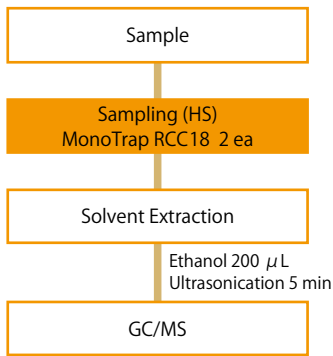 Sample
Sampling (HS)
MonoTrap RCC18 2 ea
Solvent Extraction
Ethanol 200 μL
Ultrasonication 5 min
GC/MS